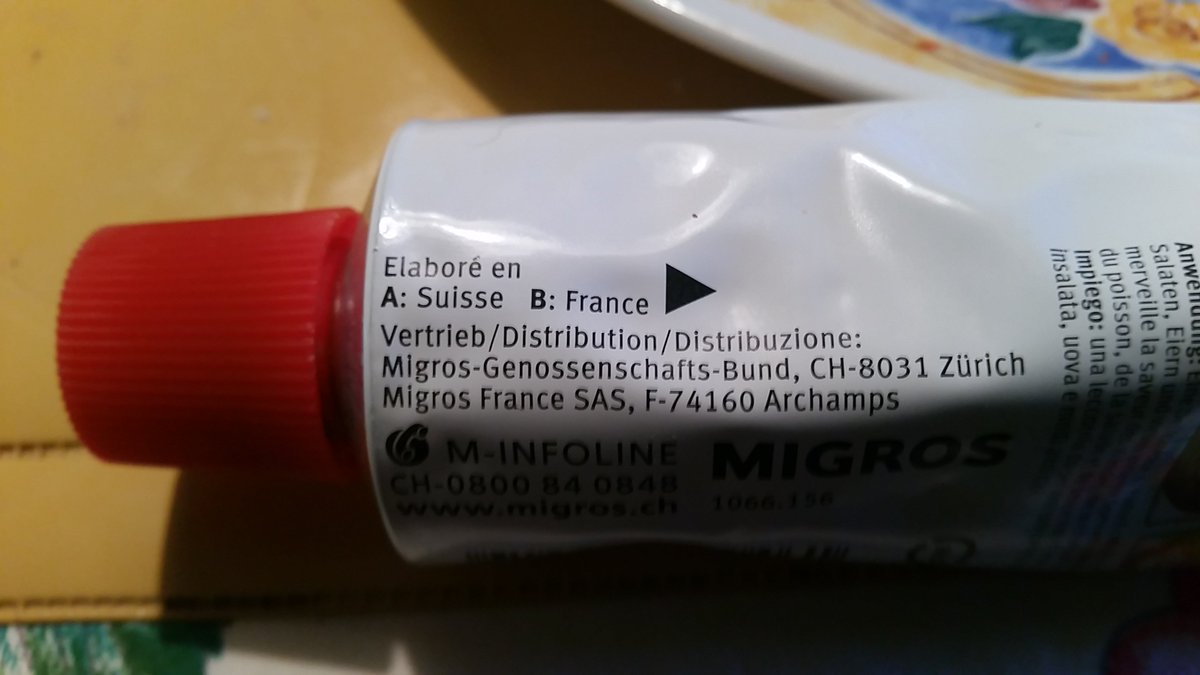 Elaboré en
A: Suisse B: France
Vertrieb/Distribution/Distribuzione:
Migros-Genossenschafts-Bund, CH-8031 Zürich
Migros France SAS, F-74160 Archamps
M-INFOLINE
CH-0800 84 0848
www.migros.ch
MIGROS
1066.156
Anwendung:
Salaten, Eiern
merveille la
du poisson, de la
Impiego: una
insalata, uova e